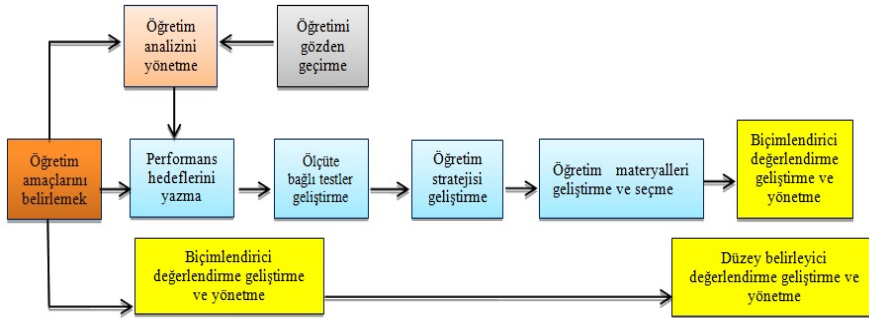 Öğretim
analizini
yönetme
Öğretimi
gözden
geçirme
Öğretim
amaçlarını
belirlemek
Performans
hedeflerini
yazma
Ölçüte
bağlı testler
geliştirme
Öğretim
stratejisi
geliştirme
Öğretim materyalleri
geliştirme ve seçme
Biçimlendirici
değerlendirme
geliştirme ve
yönetme
Biçimlendirici
değerlendirme geliştirme
ve yönetme
Düzey belirleyici
değerlendirme geliştirme ve
yönetme